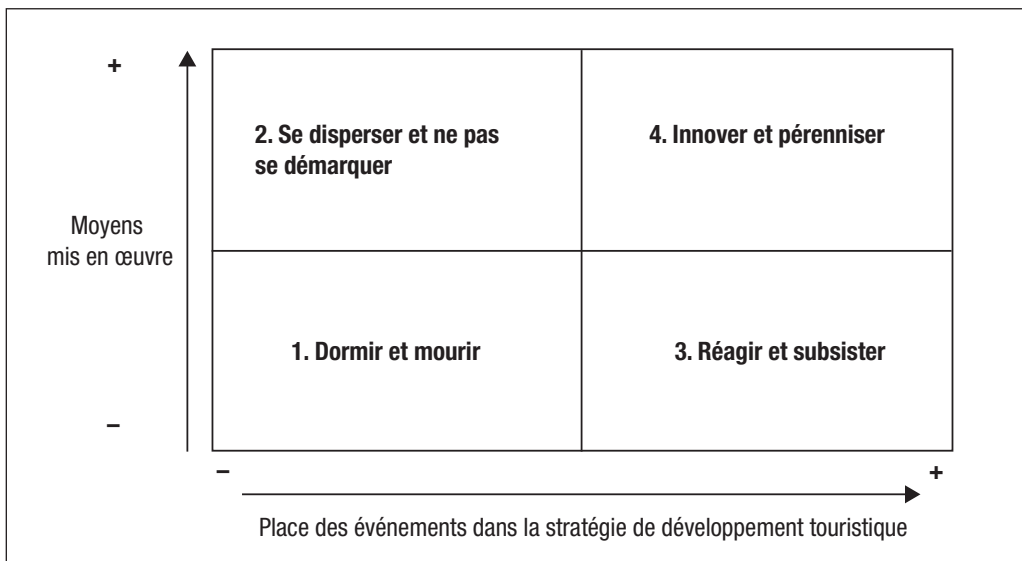 +
2. Se disperser et ne pas
se démarquer
4. Innover et pérenniser
Moyens
mis en œuvre
1. Dormir et mourir
3. Réagir et subsister
–
–
+
Place des événements dans la stratégie de développement touristique